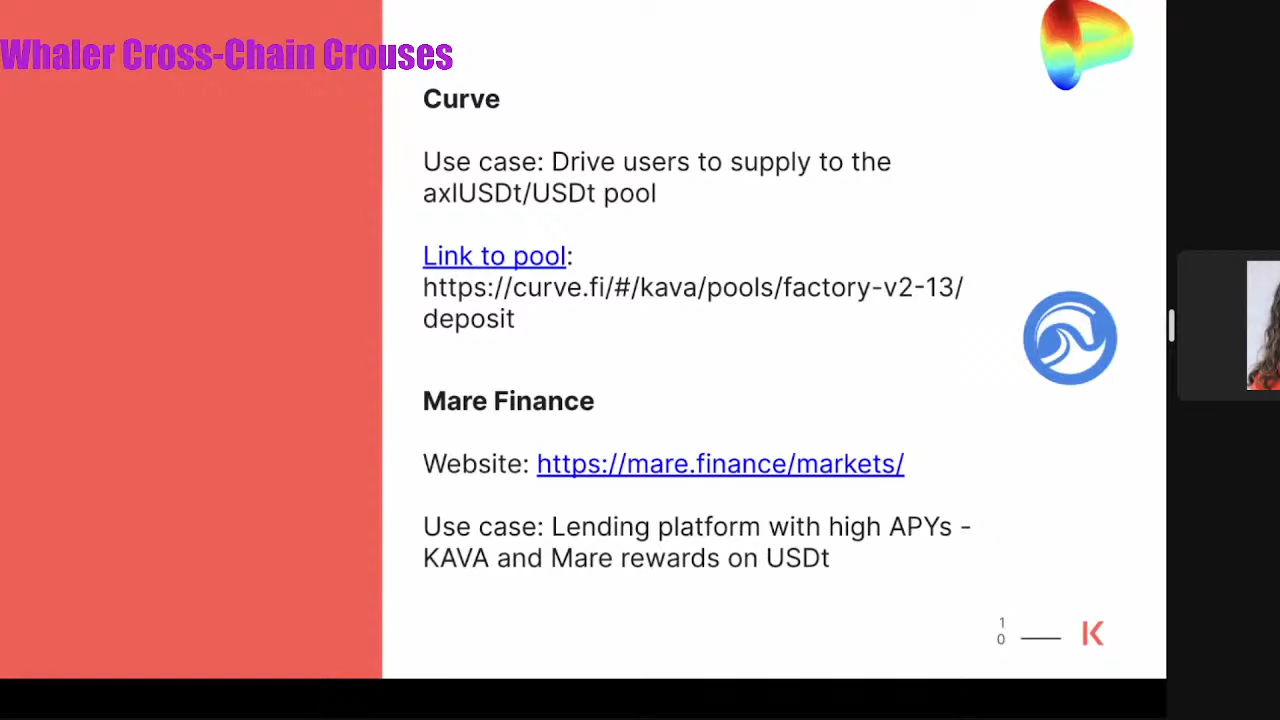 Whaler Cross-Chain Crouses
Curve
Use case: Drive users to supply to the
axlUSDt/USDt pool
Link to pool:
https://curve.fi/#/kava/pools/factory-v2-13/
deposit
Mare Finance
Website: https://mare.finance/markets/
Use case: Lending platform with high APYs -
KAVA and Mare rewards on USDt
1
0